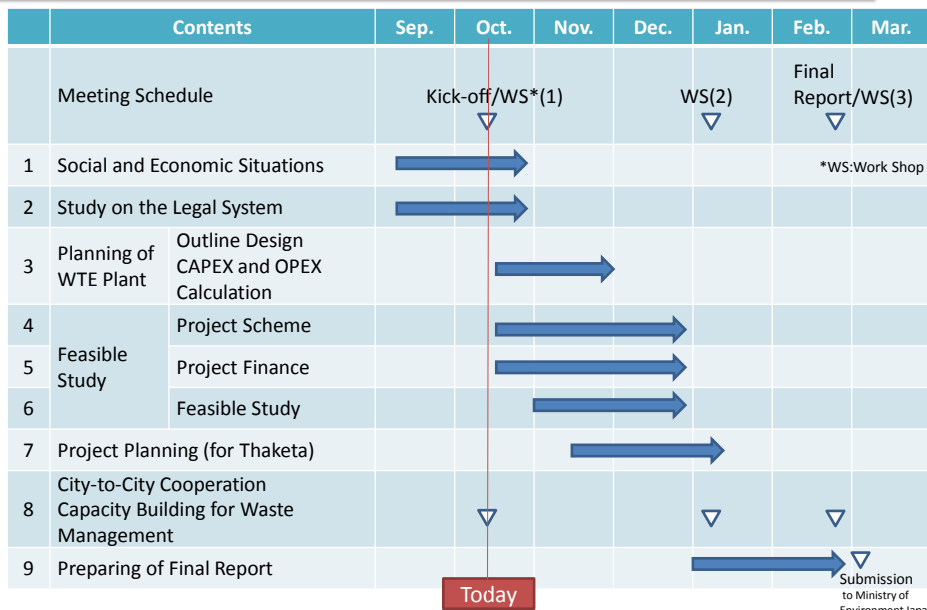 Contents Sep. Oct. Nov. Dec. Jan. Feb. Mar.
Meeting Schedule
Kick-off/WS*(1)
WS(2)
Final
Report/WS(3)
1 Social and Economic Situations
*WS:Work Shop
2 Study on the Legal System
3
Planning of
WTE Plant
Outline Design
CAPEX and OPEX
Calculation
4 Project Scheme
Feasible
Study
5 Project Finance
6 Feasible Study
7 Project Planning (for Thaketa)
8
City-to-City Cooperation
Capacity Building for Waste
Management
9 Preparing of Final Report
Today
Submission
to Ministry of